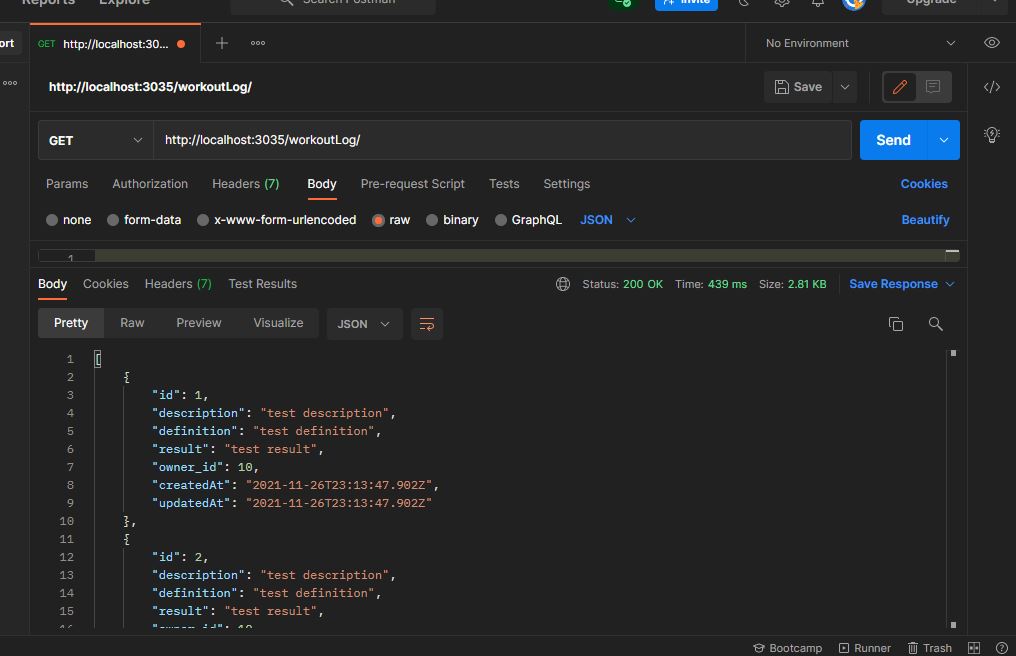 Reports Explore Search Postman Invite Upgrade
ort GET http://localhost:30... No Environment
http://localhost:3035/workoutLog/ Save
GET http://localhost:3035/workoutLog/ Send
Params Authorization Headers (7) Body Pre-request Script Tests Settings Cookies
none form-data x-www-form-urlencoded raw binary GraphQL JSON Beautify
1
Body Cookies Headers (7) Test Results Status: 200 OK Time: 439 ms Size: 2.81 KB Save Response
Pretty Raw Preview Visualize JSON
1 [
2 {
3 "id": 1,
4 "description": "test description",
5 "definition": "test definition",
6 "result": "test result",
7 "owner_id": 10,
8 "createdAt": "2021-11-26T23:13:47.902Z",
9 "updatedAt": "2021-11-26T23:13:47.902Z"
10 },
11 {
12 "id": 2,
13 "description": "test description",
14 "definition": "test definition",
15 "result": "test result",
16 "owner_id": 10
Bootcamp Runner Trash